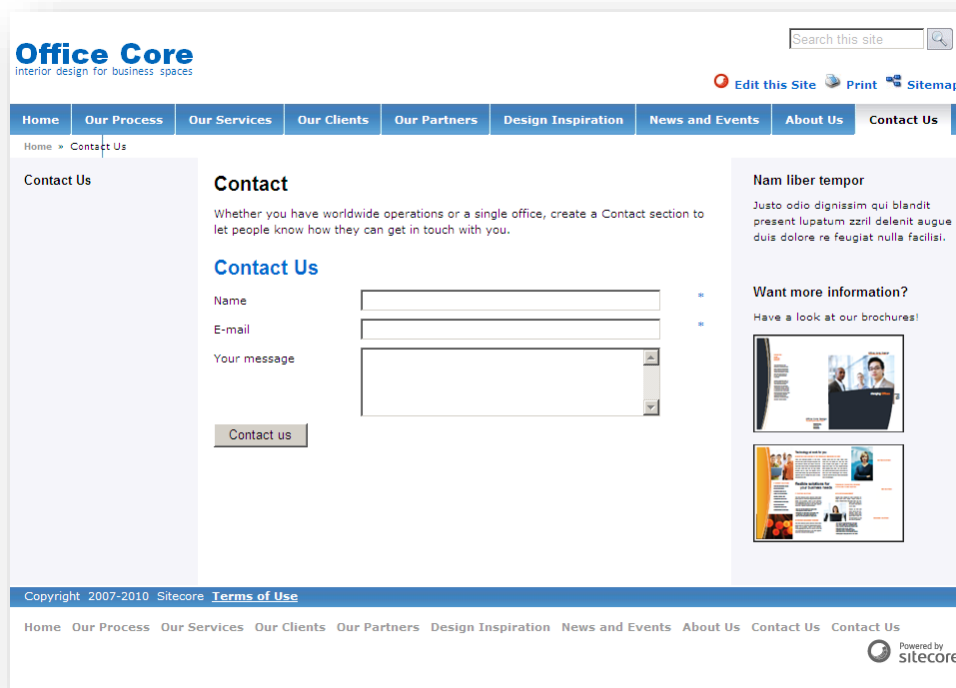 Office Core
interior design for business spaces
Search this site
Edit this Site Print Sitemap
Home Our Process Our Services Our Clients Our Partners Design Inspiration News and Events About Us Contact Us
Home » Contact Us
Contact Us
Contact
Whether you have worldwide operations or a single office, create a Contact section to
let people know how they can get in touch with you.
Contact Us
Name *
E-mail *
Your message
Contact us
Nam liber tempor
Justo odio dignissim qui blandit
present lupatum zzril delenit augue
duis dolore re feugiat nulla facilisi.
Want more information?
Have a look at our brochures!
Copyright 2007-2010 Sitecore Terms of Use
Home Our Process Our Services Our Clients Our Partners Design Inspiration News and Events About Us Contact Us Contact Us
Powered by
sitecore